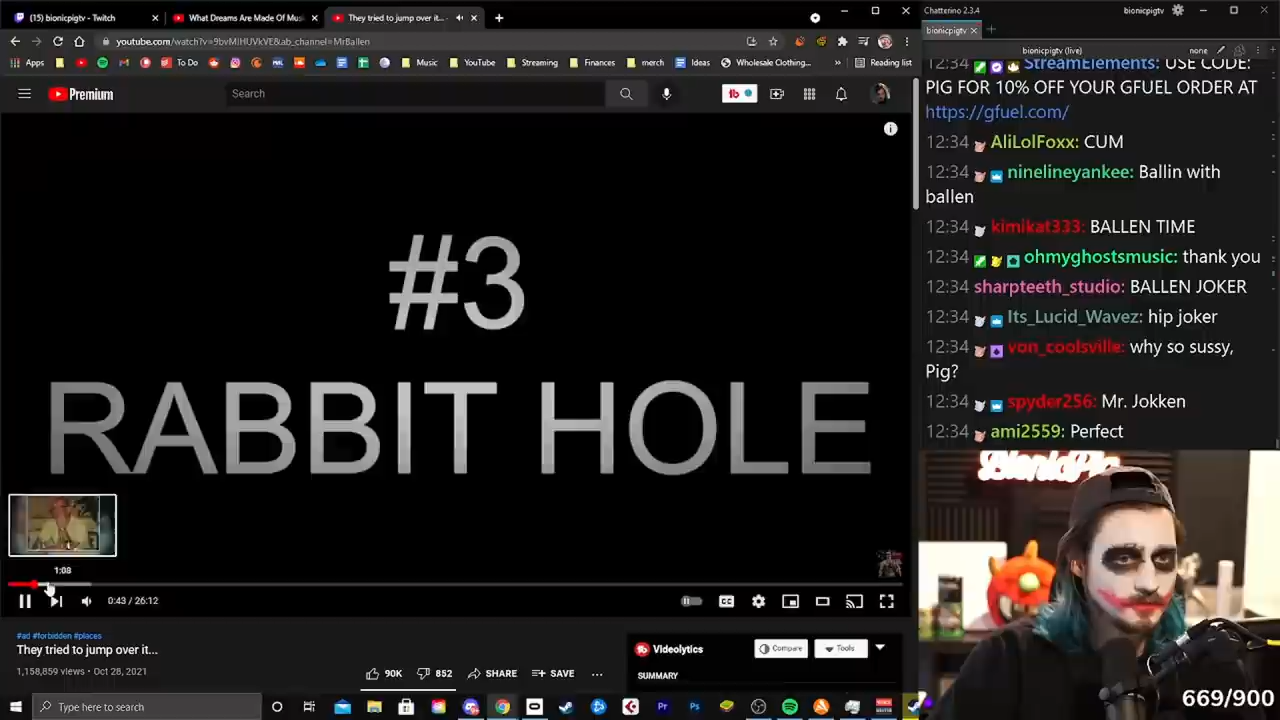 (15) bionicpigtv - Twitch
What Dreams Are Made Of Mus
They tried to jump over it...
youtube.com/watch?v=9bvMIHUVkVE&ab_channel=MrBallen
Apps
To Do
Music
YouTube
Streaming
Finances
merch
Ideas
Wholesale Clothing...
Reading list
Premium
Search
#3
RABBIT HOLE
1:08
0:43 / 26:12
CC
#ad #forbidden #places
They tried to jump over it...
1,158,859 views • Oct 28, 2021
90K
852
SHARE
SAVE
Videolytics
Compare
Tools
SUMMARY
Type here to search
Chatterino 2.3.4
bionicpigtv
bionicpigtv
bionicpigtv (live)
none
12:34 StreamElements: USE CODE:
PIG FOR 10% OFF YOUR GFUEL ORDER AT
https://gfuel.com/
12:34 AliLolFoxx: CUM
12:34 ninelineyankee: Ballin with
ballen
12:34 kimikat333: BALLEN TIME
12:34 ohmyghostsmusic: thank you
12:34 sharpteeth_studio: BALLEN JOKER
12:34 Its_Lucid_Wavez: hip joker
12:34 von_coolsville: why so sussy,
Pig?
12:34 spyder256: Mr. Jokken
12:34 ami2559: Perfect
BionicPig
669/900